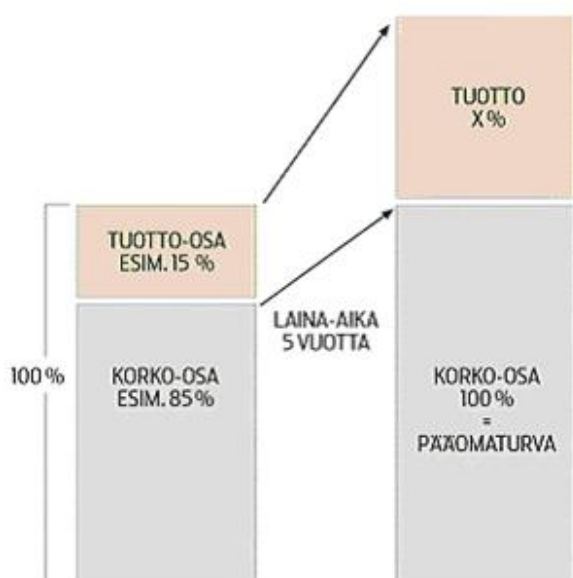 TUOTTO
X %
TUOTTO-OSA
ESIM. 15 %
LAINA-AIKA
5 VUOTTA
100 %
KORKO-OSA
ESIM. 85 %
KORKO-OSA
100 %
=
PÄÄOMATURVA